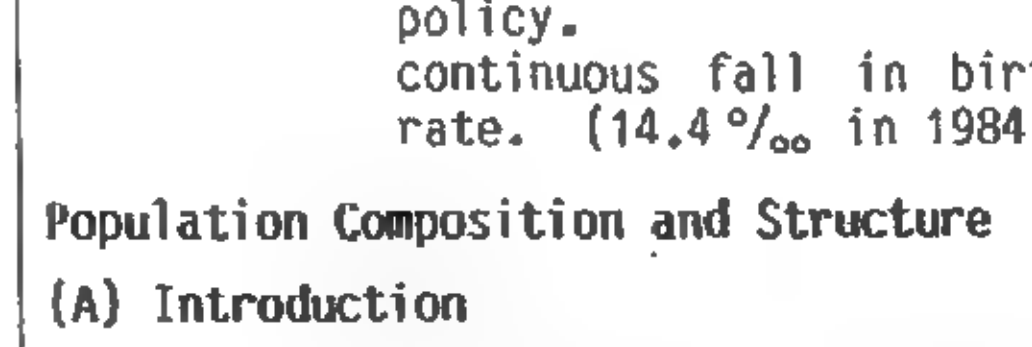 policy.
continuous fall in bir
rate. (14.4‰ in 1984
Population Composition and Structure
(A) Introduction